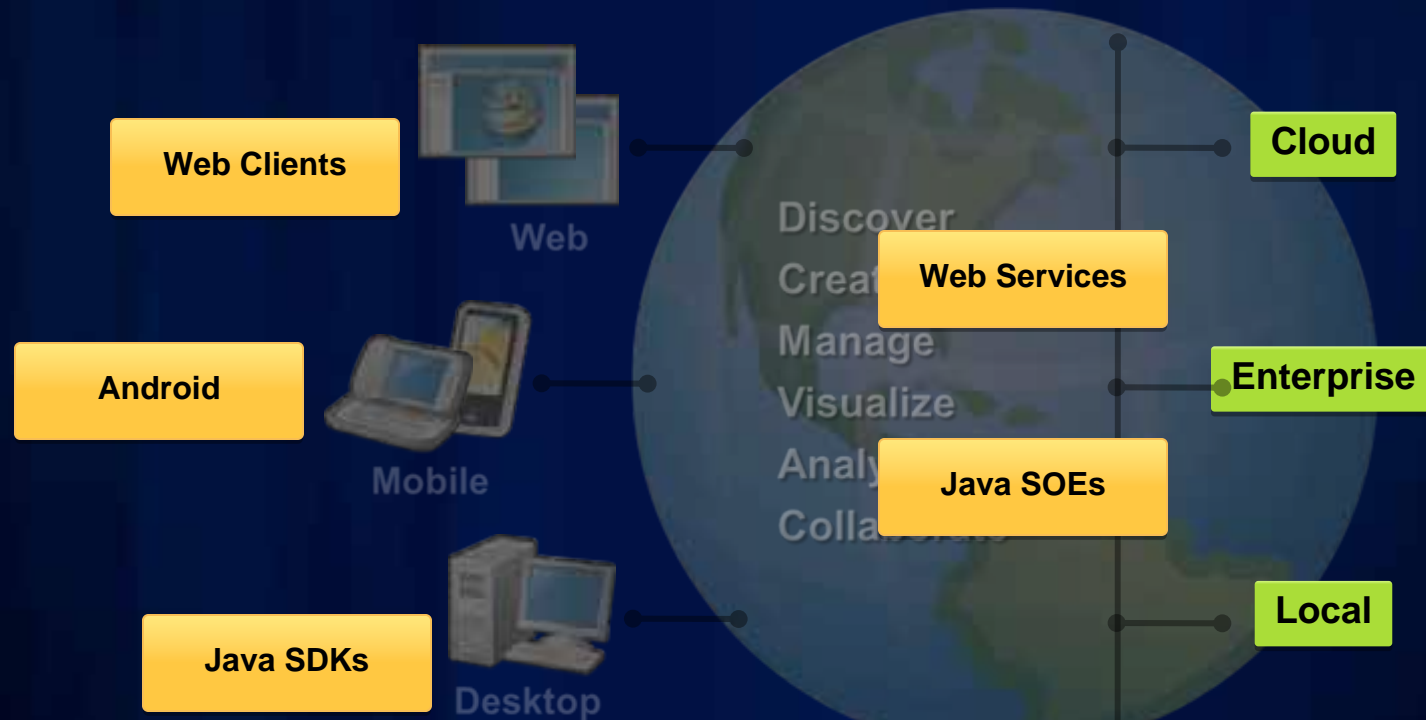 Web Clients
Web
Android
Mobile
Java SDKs
Desktop
Discover
Creat
Web Services
Manage
Visualize
Analy
Java SOEs
Collaborate
Cloud
Enterprise
Local